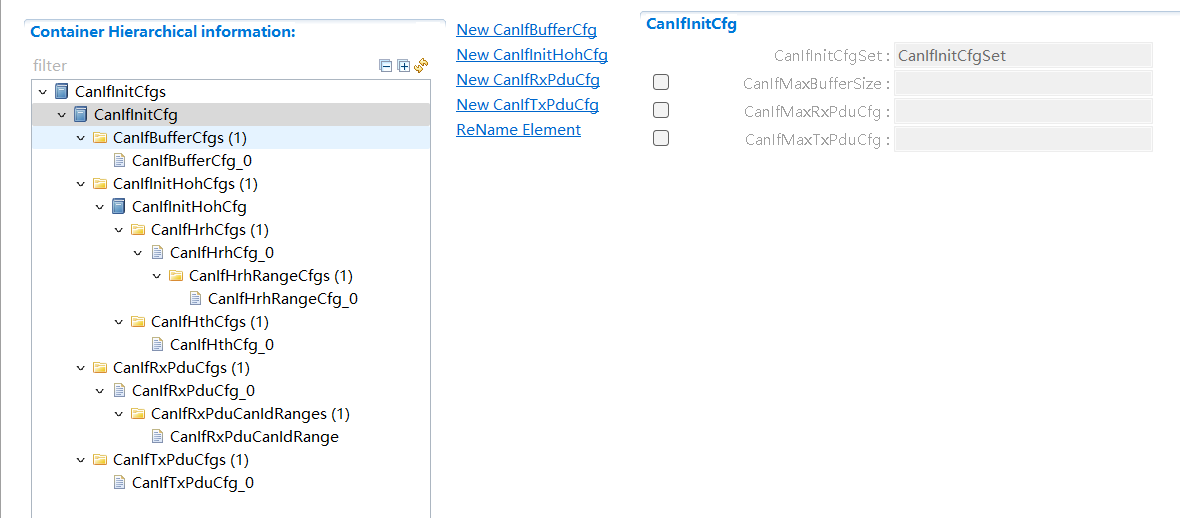 Container Hierarchical information:
filter
CanIfInitCfgs
CanIfInitCfg
CanIfBufferCfgs (1)
CanIfBufferCfg_0
CanIfInitHohCfgs (1)
CanIfInitHohCfg
CanIfHrhCfgs (1)
CanIfHrhCfg_0
CanIfHrhRangeCfgs (1)
CanIfHrhRangeCfg_0
CanIfHthCfgs (1)
CanIfHthCfg_0
CanIfRxPduCfgs (1)
CanIfRxPduCfg_0
CanIfRxPduCanIdRanges (1)
CanIfRxPduCanIdRange
CanIfTxPduCfgs (1)
CanIfTxPduCfg_0
New CanIfBufferCfg
New CanIfInitHohCfg
New CanIfRxPduCfg
New CanIfTxPduCfg
ReName Element
CanIfInitCfg
CanIfInitCfgSet : CanIfInitCfgSet
CanIfMaxBufferSize :
CanIfMaxRxPduCfg :
CanIfMaxTxPduCfg :